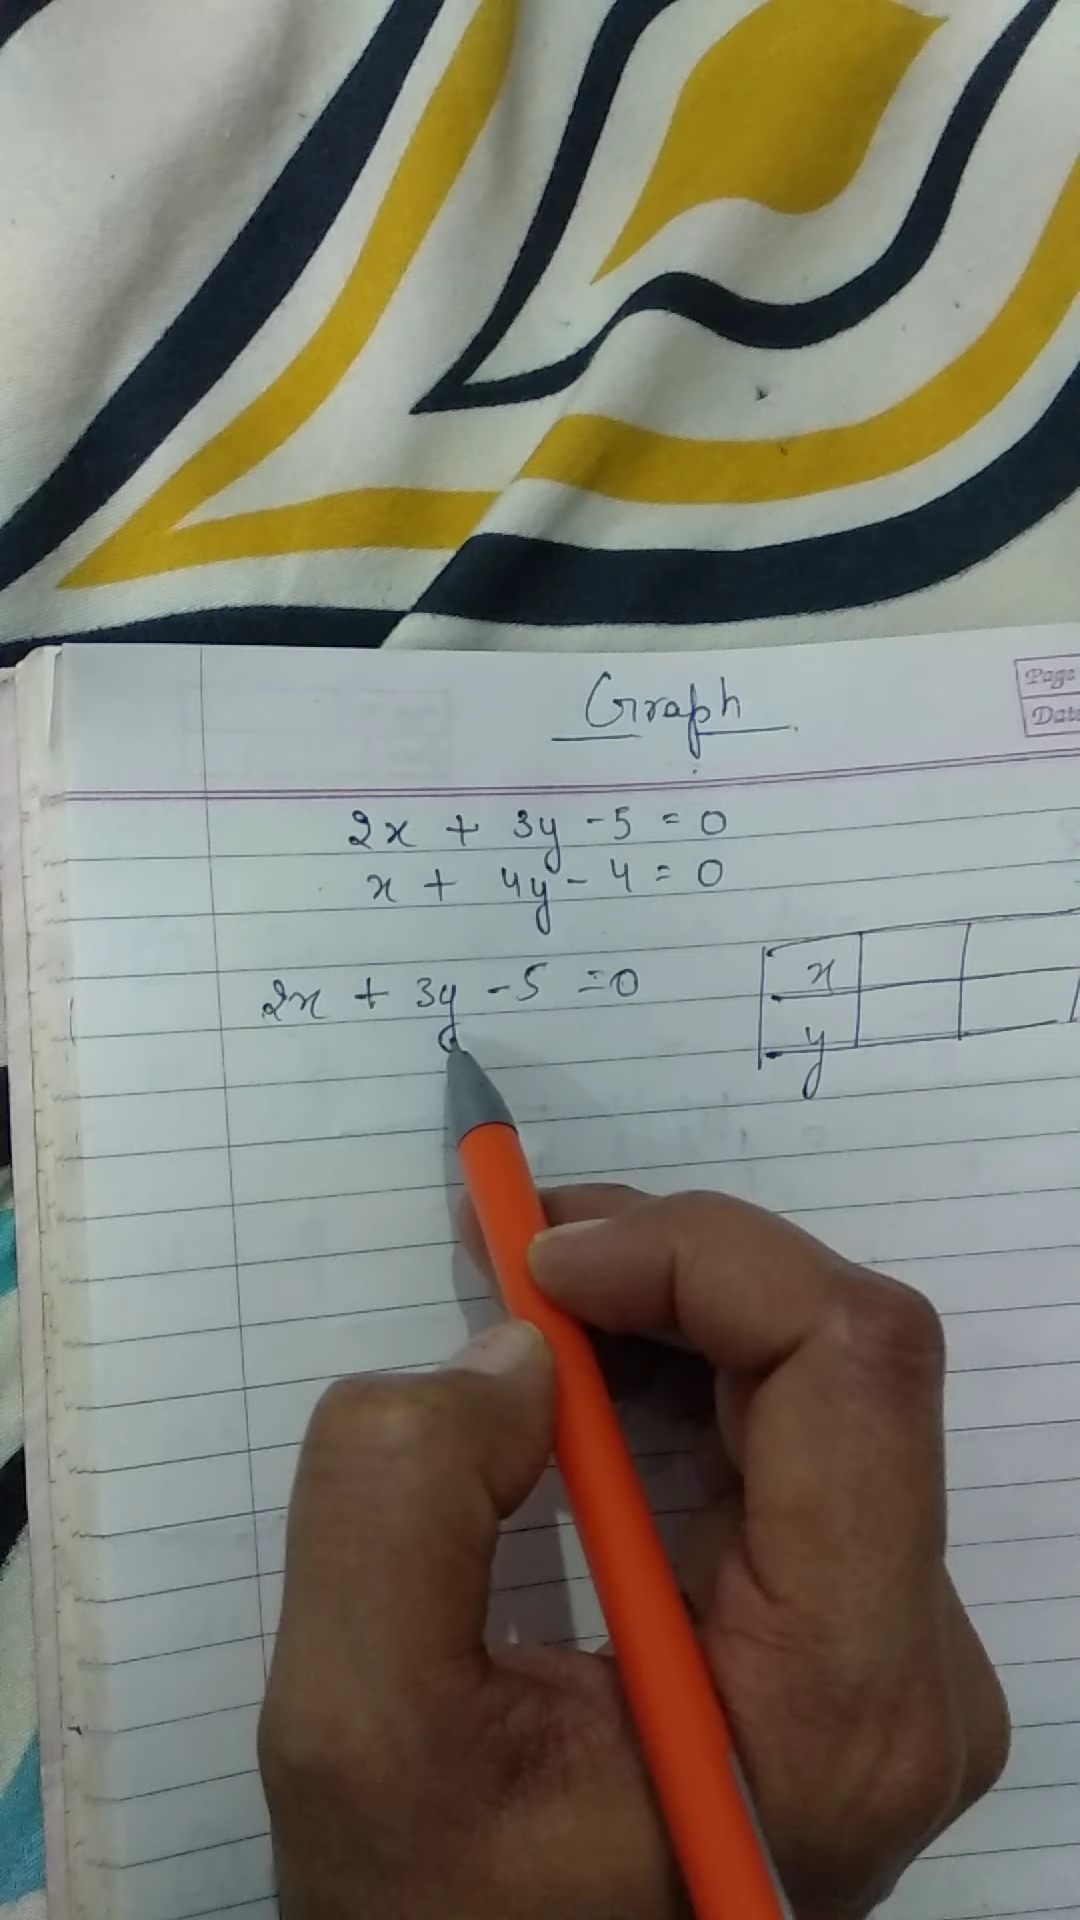 Graph
Page
Date
2x + 3y - 5 = 0
x + 4y - 4 = 0
2x + 3y - 5 = 0
x
y